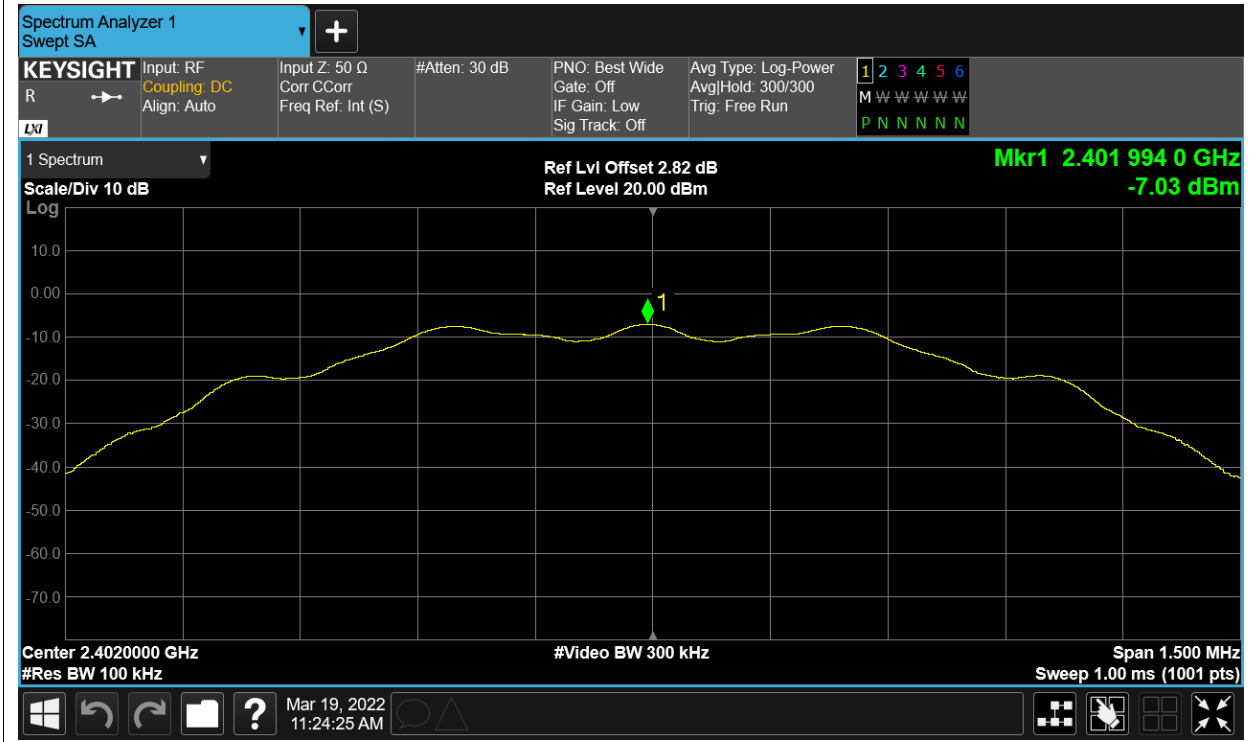 Spectrum Analyzer 1
Swept SA
KEYSIGHT
R
LXI
Input: RF
Coupling: DC
Align: Auto
Input Z: 50 Ω
Corr CCorr
Freq Ref: Int (S)
#Atten: 30 dB
PNO: Best Wide
Gate: Off
IF Gain: Low
Sig Track: Off
Avg Type: Log-Power
Avg|Hold: 300/300
Trig: Free Run
1 2 3 4 5 6
M W W W W W
P N N N N N
1 Spectrum
Scale/Div 10 dB
Log
Ref Lvl Offset 2.82 dB
Ref Level 20.00 dBm
Mkr1 2.401 994 0 GHz
-7.03 dBm
10.0
0.00
1
-10.0
-20.0
-30.0
-40.0
-50.0
-60.0
-70.0
Center 2.4020000 GHz
#Video BW 300 kHz
Span 1.500 MHz
#Res BW 100 kHz
Sweep 1.00 ms (1001 pts)
?
Mar 19, 2022
11:24:25 AM